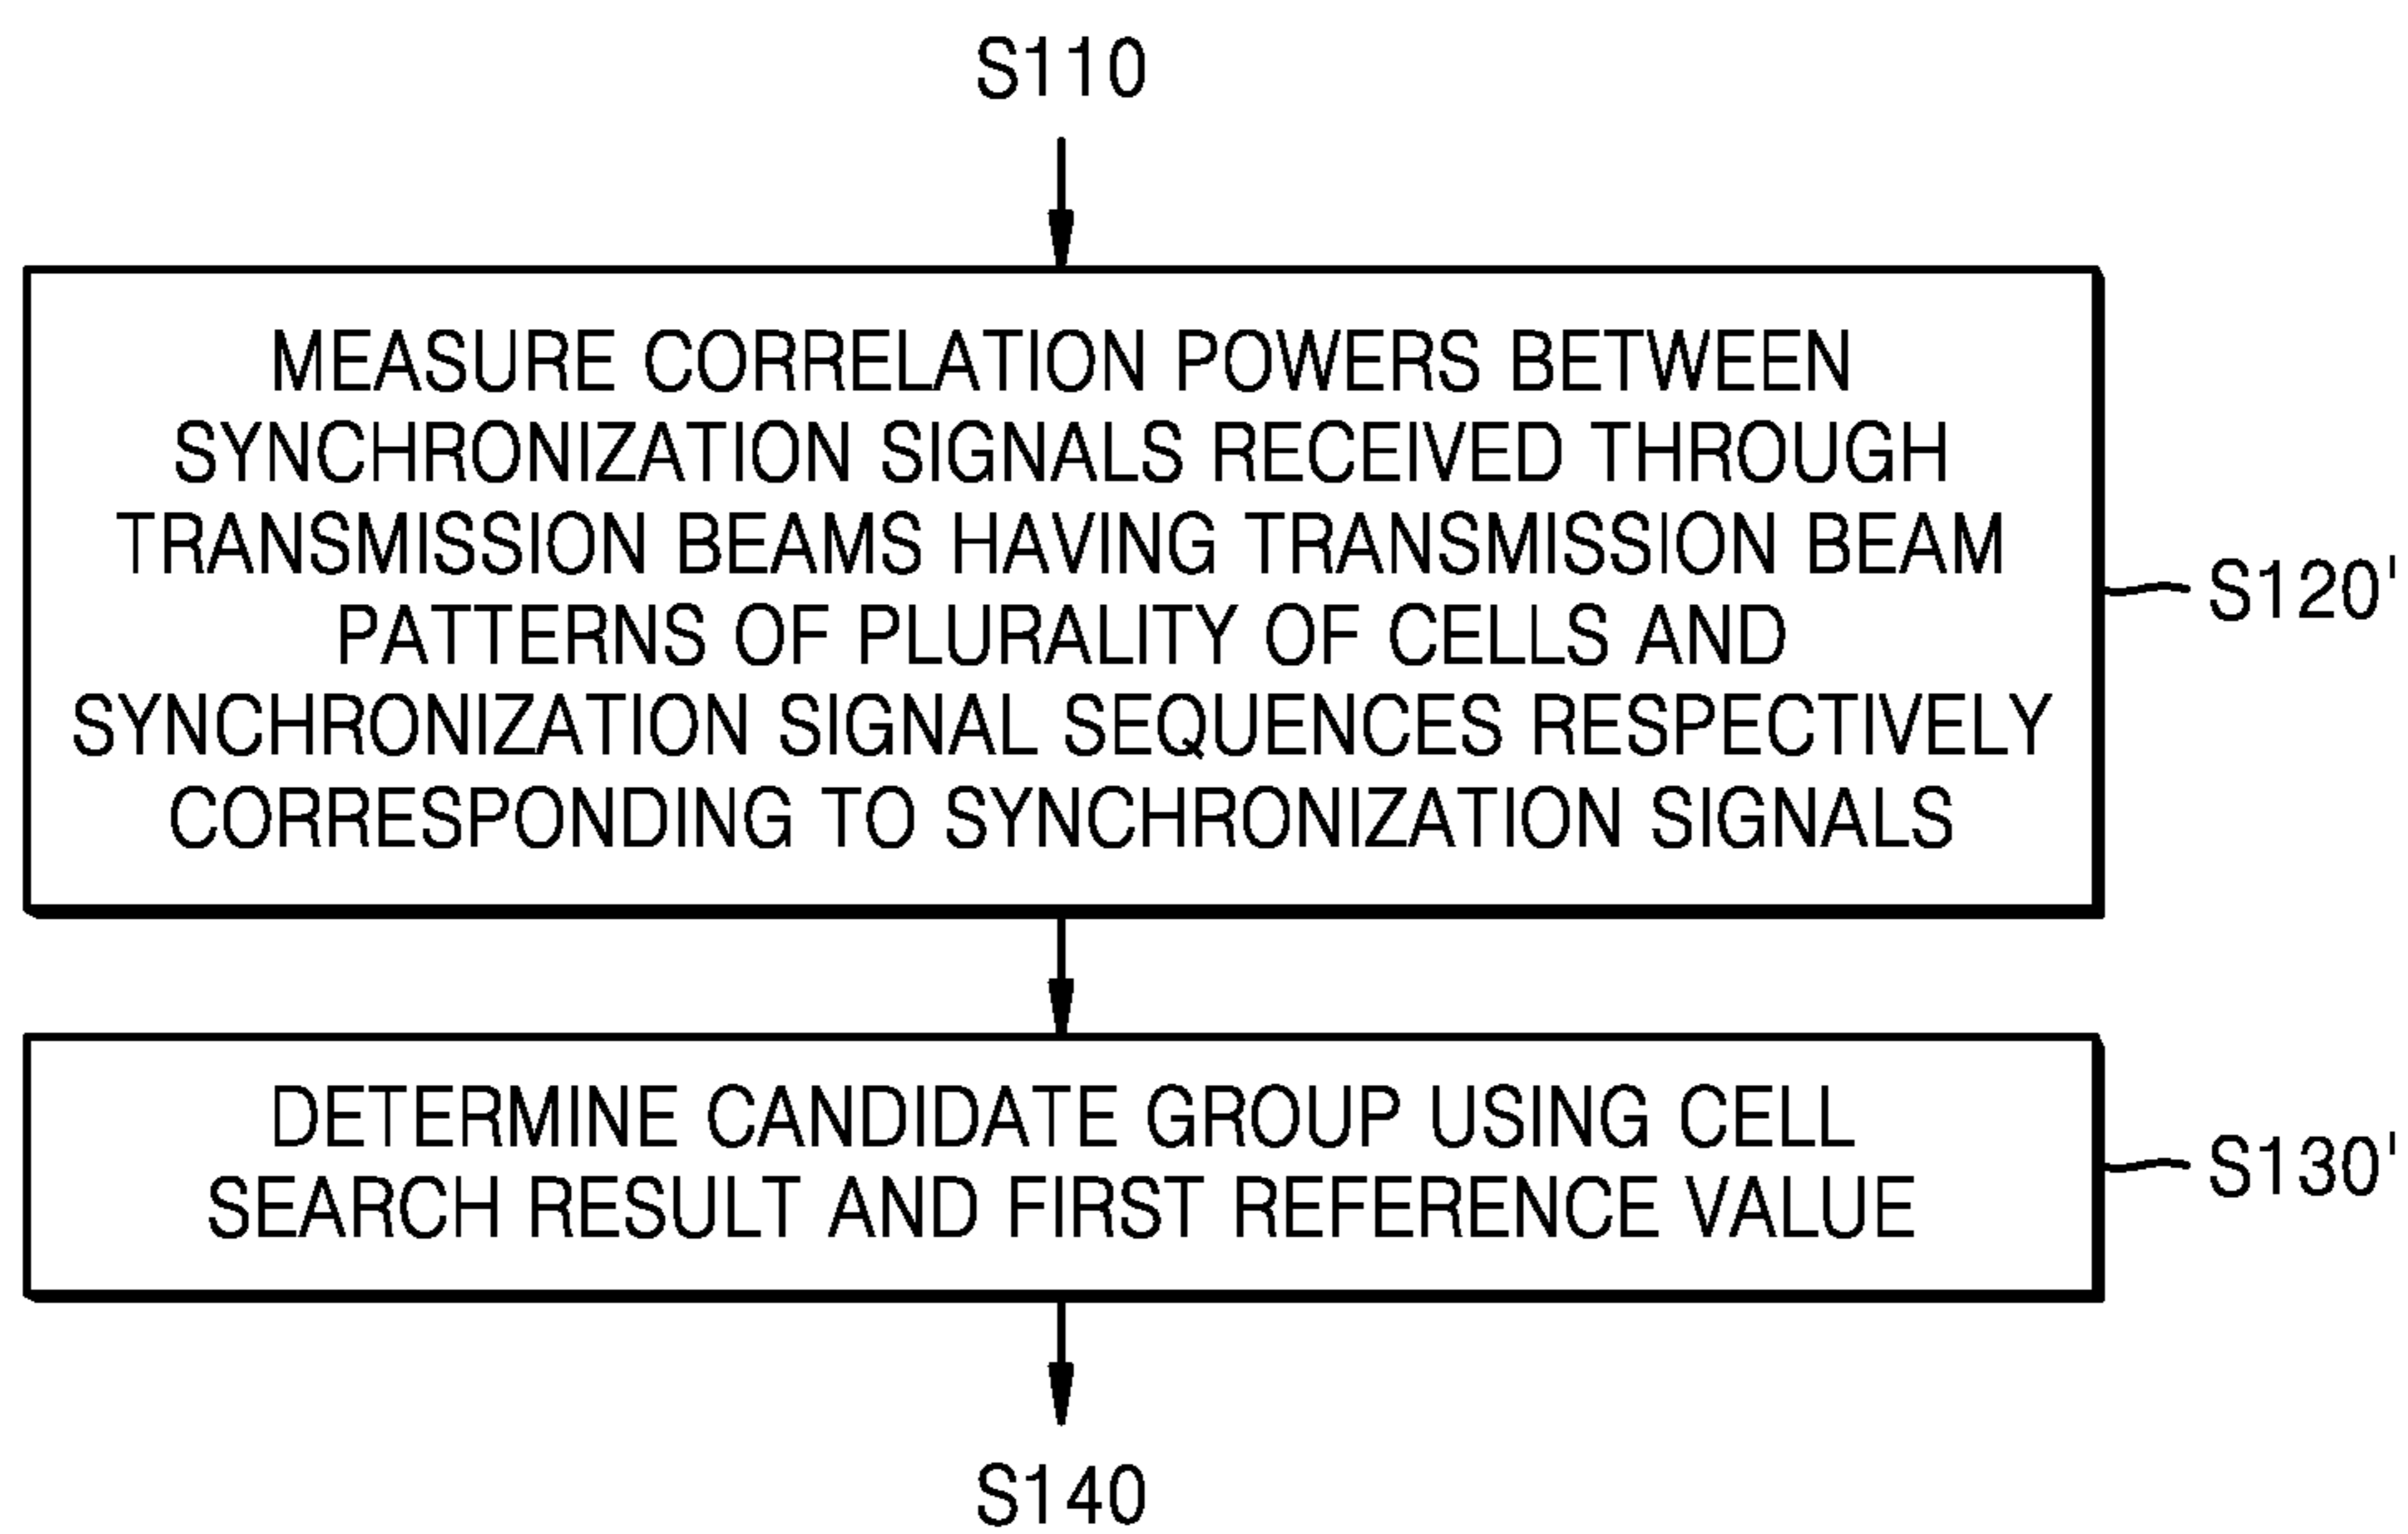 S110
MEASURE CORRELATION POWERS BETWEEN
SYNCHRONIZATION SIGNALS RECEIVED THROUGH
TRANSMISSION BEAMS HAVING TRANSMISSION BEAM
PATTERNS OF PLURALITY OF CELLS AND
SYNCHRONIZATION SIGNAL SEQUENCES RESPECTIVELY
CORRESPONDING TO SYNCHRONIZATION SIGNALS
S120'
DETERMINE CANDIDATE GROUP USING CELL
SEARCH RESULT AND FIRST REFERENCE VALUE
S130'
S140